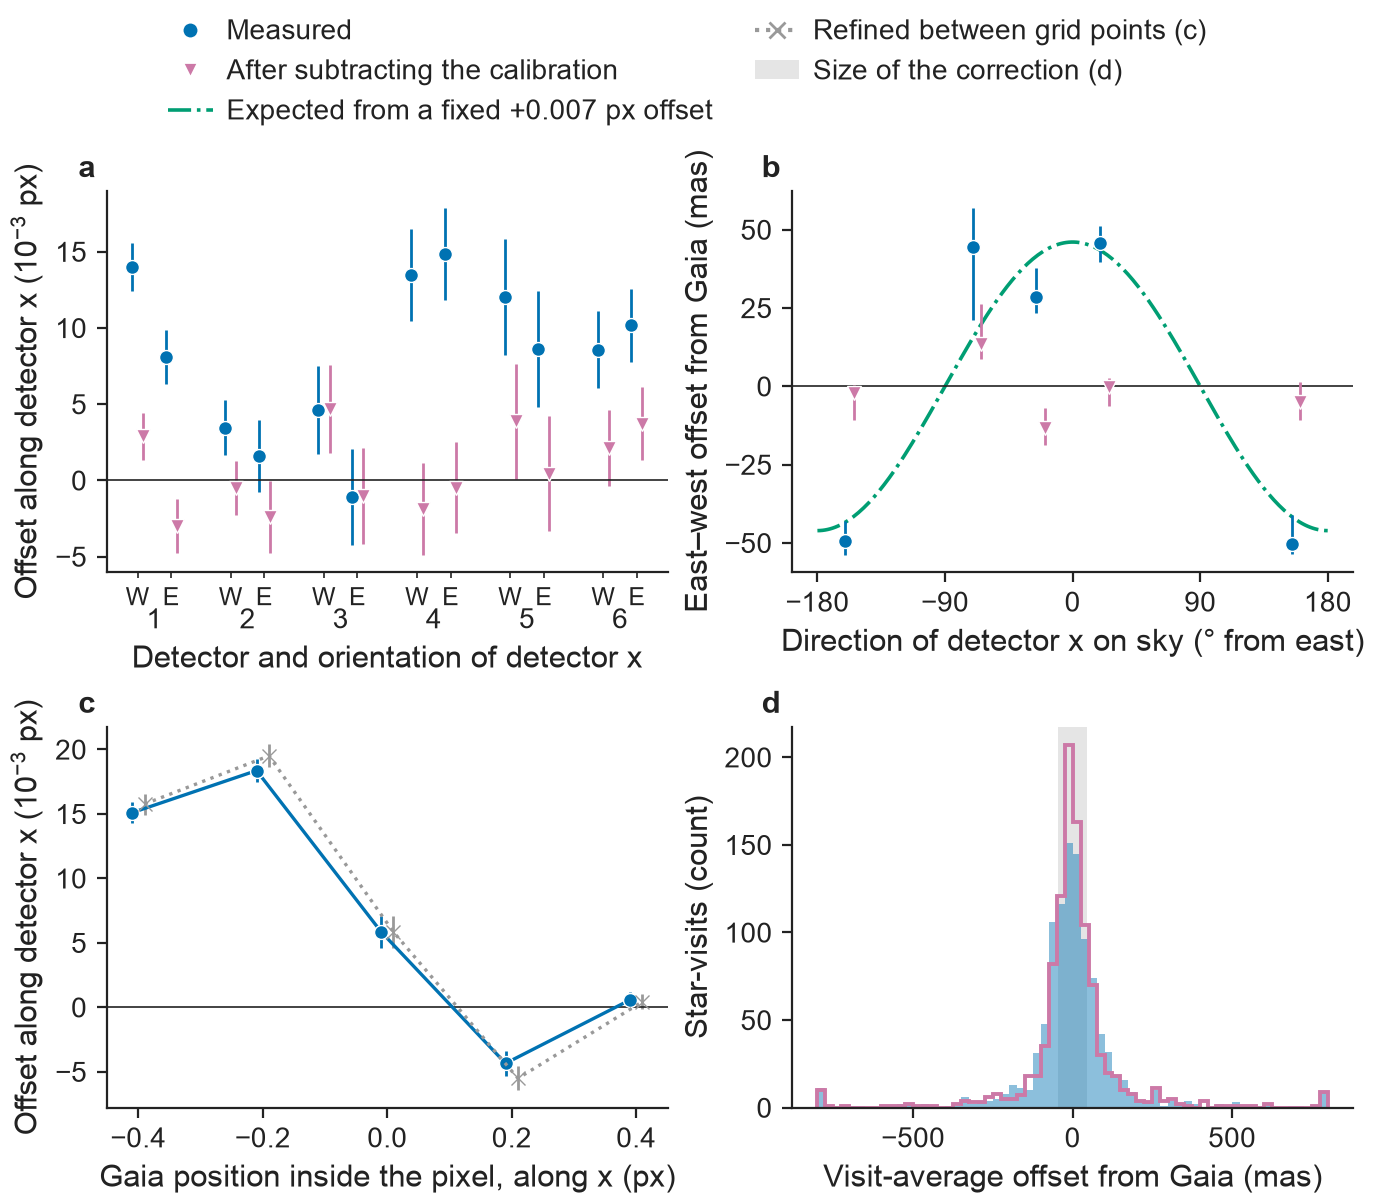 Measured
After subtracting the calibration
Expected from a fixed +0.007 px offset
Refined between grid points (c)
Size of the correction (d)
a
Offset along detector x (10⁻³ px)
15
10
5
0
−5
W E W E W E W E W E W E
1 2 3 4 5 6
Detector and orientation of detector x
b
East–west offset from Gaia (mas)
50
25
0
−25
−50
−180 −90 0 90 180
Direction of detector x on sky (° from east)
c
Offset along detector x (10⁻³ px)
20
15
10
5
0
−5
−0.4 −0.2 0.0 0.2 0.4
Gaia position inside the pixel, along x (px)
d
Star-visits (count)
200
150
100
50
0
−500 0 500
Visit-average offset from Gaia (mas)